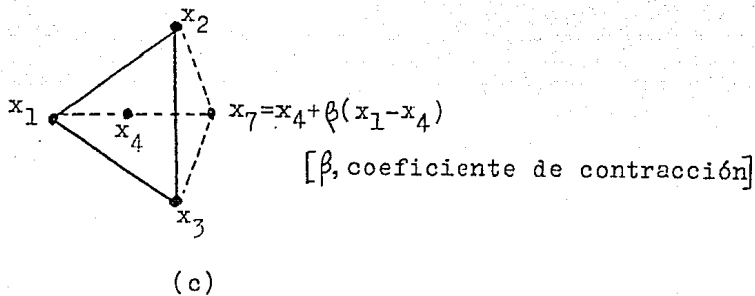 x₂
x₁
x₄
x₇=x₄+β(x₁-x₄)
[β, coeficiente de contracción]
x₃
(c)